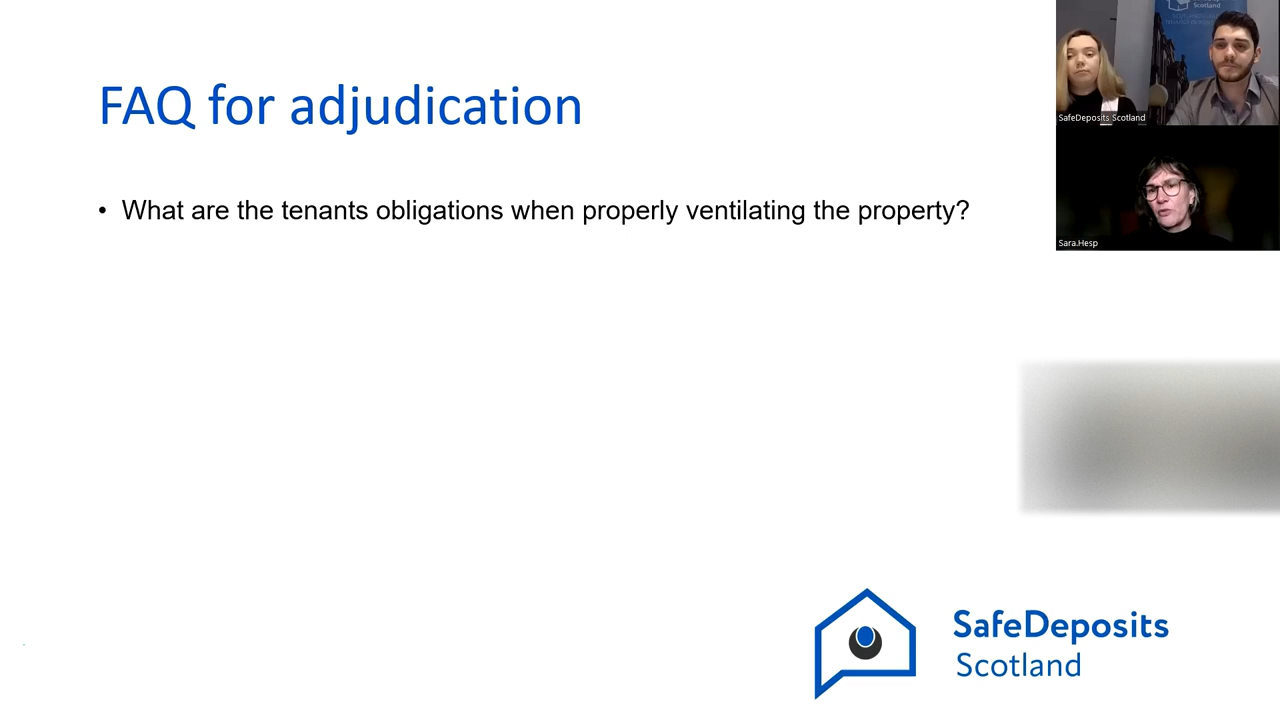 FAQ for adjudication
• What are the tenants obligations when properly ventilating the property?
Scotland
SafeDeposits Scotland
Sara.Hesp
SafeDeposits
Scotland